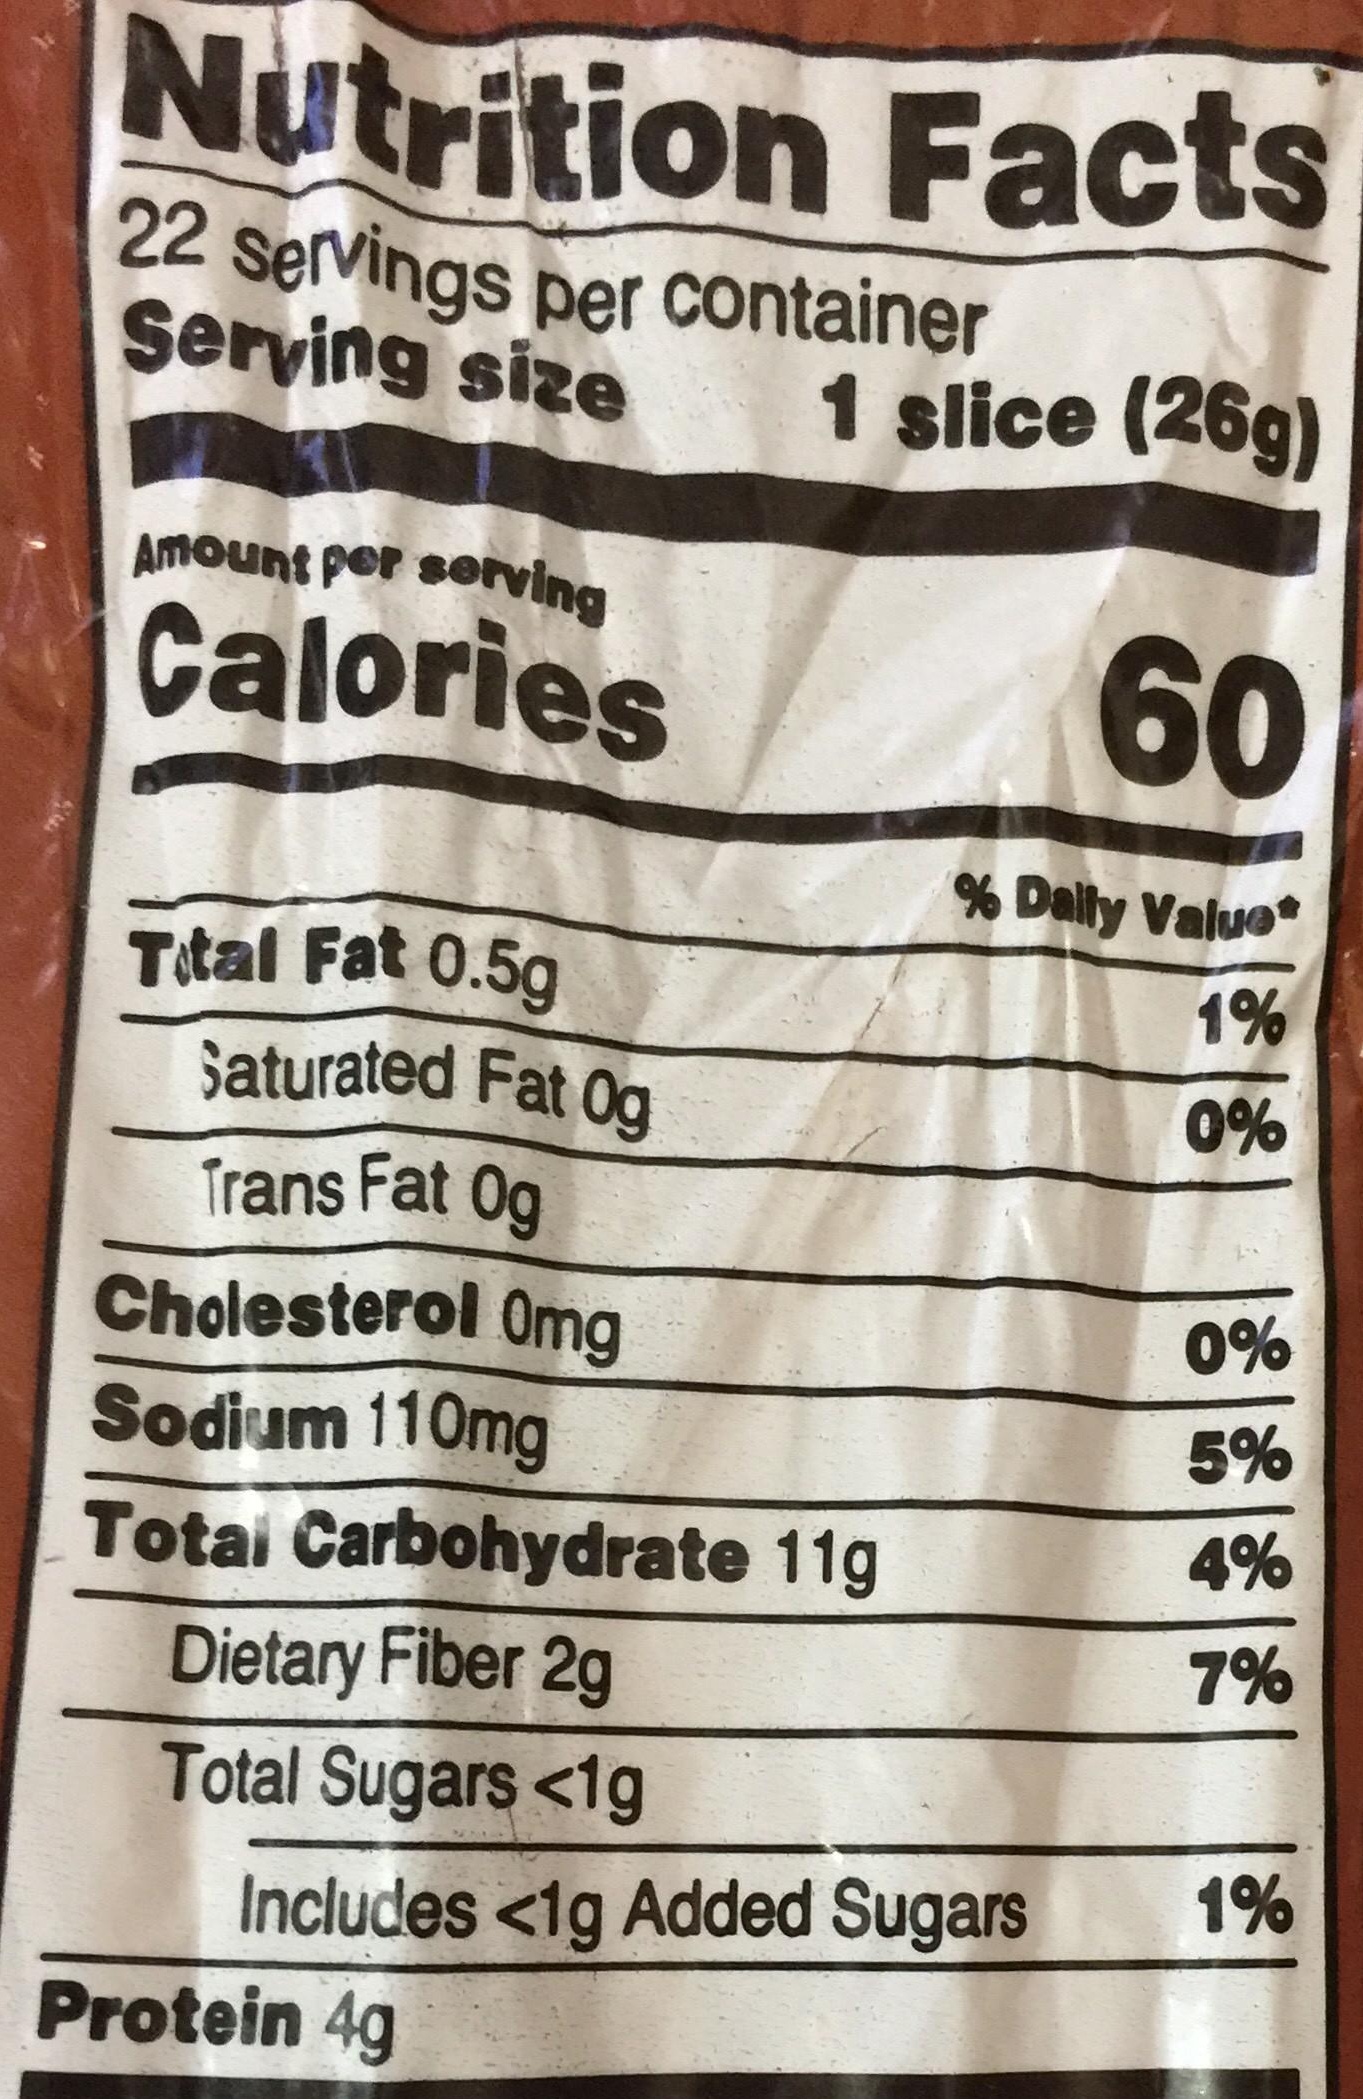 Nutrition Facts
22 servings per container
Serving size 1 slice (26g)
Amount per serving
Calories 60
% Daily Value*
Total Fat 0.5g 1%
Saturated Fat 0g 0%
Trans Fat 0g
Cholesterol 0mg 0%
Sodium 110mg 5%
Total Carbohydrate 11g 4%
Dietary Fiber 2g 7%
Total Sugars <1g
Includes <1g Added Sugars 1%
Protein 4g